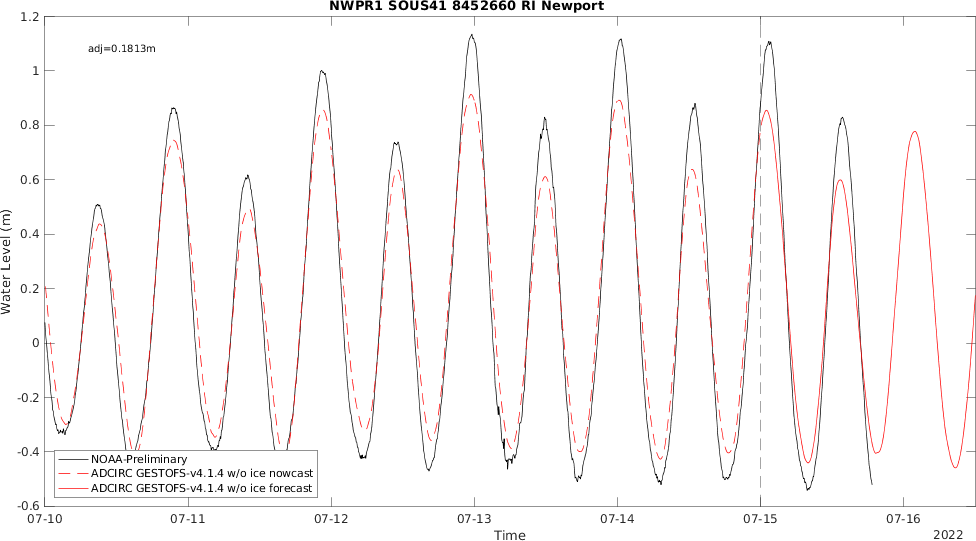 NWPR1 SOUS41 8452660 RI Newport
1.2
adj=0.1813m
1
0.8
0.6
0.4
0.2
0
-0.2
-0.4
-0.6
Water Level (m)
NOAA-Preliminary
ADCIRC GESTOFS-v4.1.4 w/o ice nowcast
ADCIRC GESTOFS-v4.1.4 w/o ice forecast
07-10 07-11 07-12 07-13 07-14 07-15 07-16
Time
2022